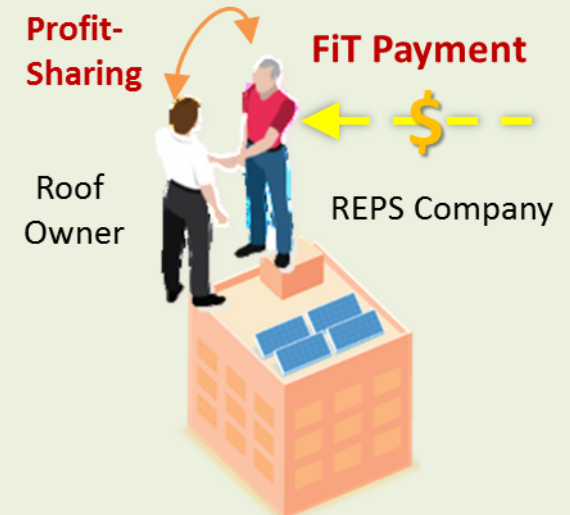 Profit-
Sharing
FiT Payment
$
Roof
Owner
REPS Company